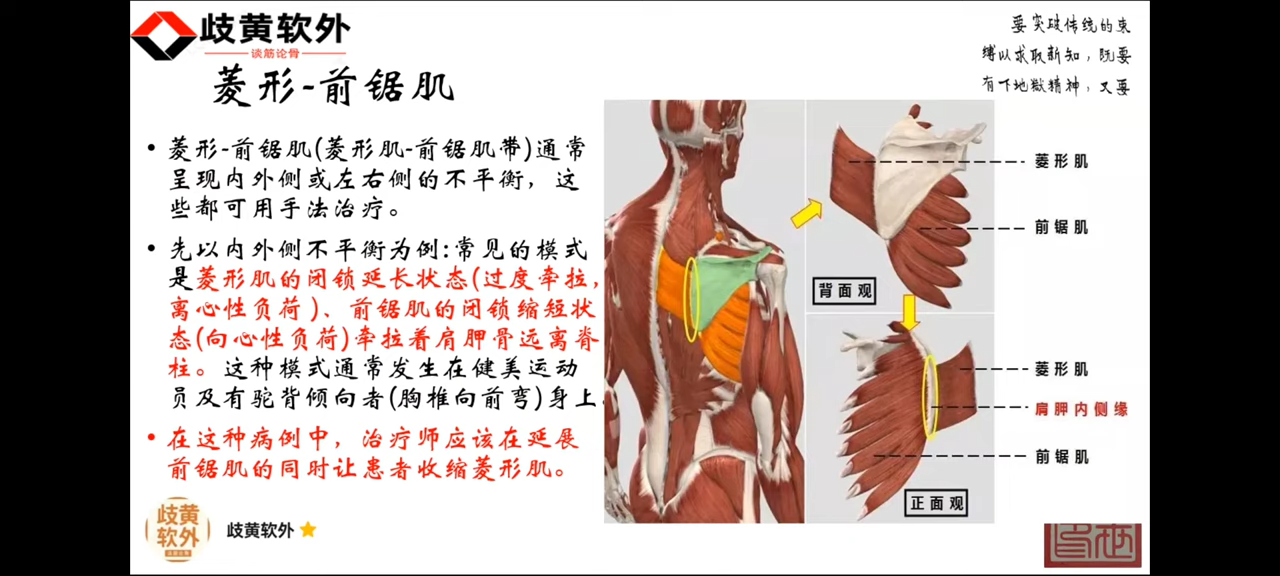 歧黄软外
谈筋论骨
要突破传统的束
缚以求取新知，既要
有下地狱精神，又要
菱形-前锯肌
• 菱形-前锯肌(菱形肌-前锯肌带)通常
呈现内外侧或左右侧的不平衡，这
些都可用手法治疗。
• 先以内外侧不平衡为例:常见的模式
是菱形肌的闭锁延长状态(过度牵拉，
离心性负荷)、前锯肌的闭锁缩短状
态(向心性负荷)牵拉着肩胛骨远离脊
柱。这种模式通常发生在健美运动
员及有驼背倾向者(胸椎向前弯)身上.
• 在这种病例中，治疗师应该在延展
前锯肌的同时让患者收缩菱形肌。
菱形肌
前锯肌
背面观
菱形肌
肩胛内侧缘
前锯肌
正面观
歧黄
软外
歧黄软外